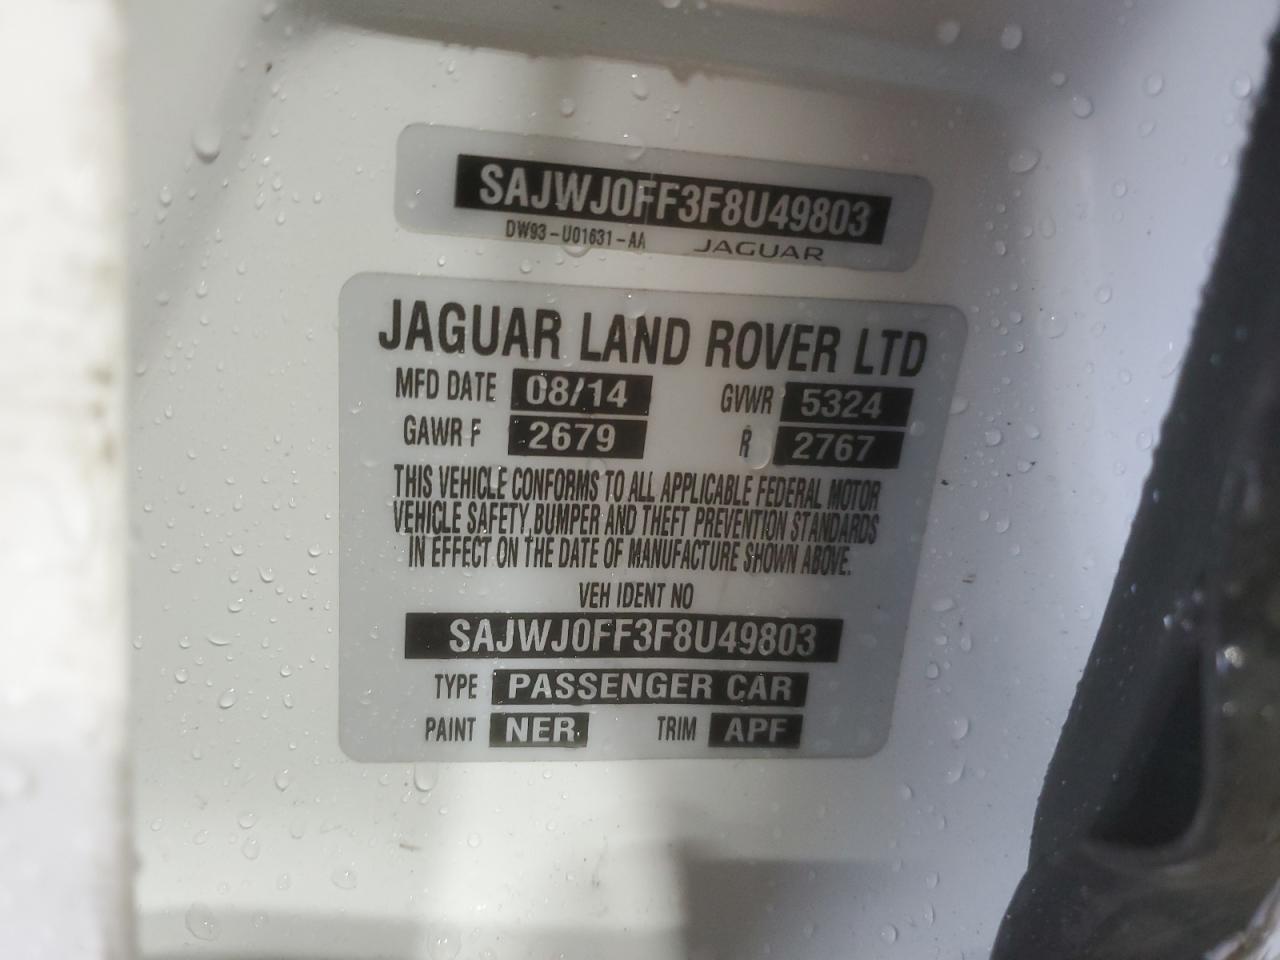 SAJWJ0FF3F8U49803
DW93-U01631-AA JAGUAR
JAGUAR LAND ROVER LTD
MFD DATE 08/14 GVWR 5324
GAWR F 2679 R 2767
THIS VEHICLE CONFORMS TO ALL APPLICABLE FEDERAL MOTOR
VEHICLE SAFETY, BUMPER AND THEFT PREVENTION STANDARDS
IN EFFECT ON THE DATE OF MANUFACTURE SHOWN ABOVE.
VEH IDENT NO
SAJWJ0FF3F8U49803
TYPE PASSENGER CAR
PAINT NER TRIM APF